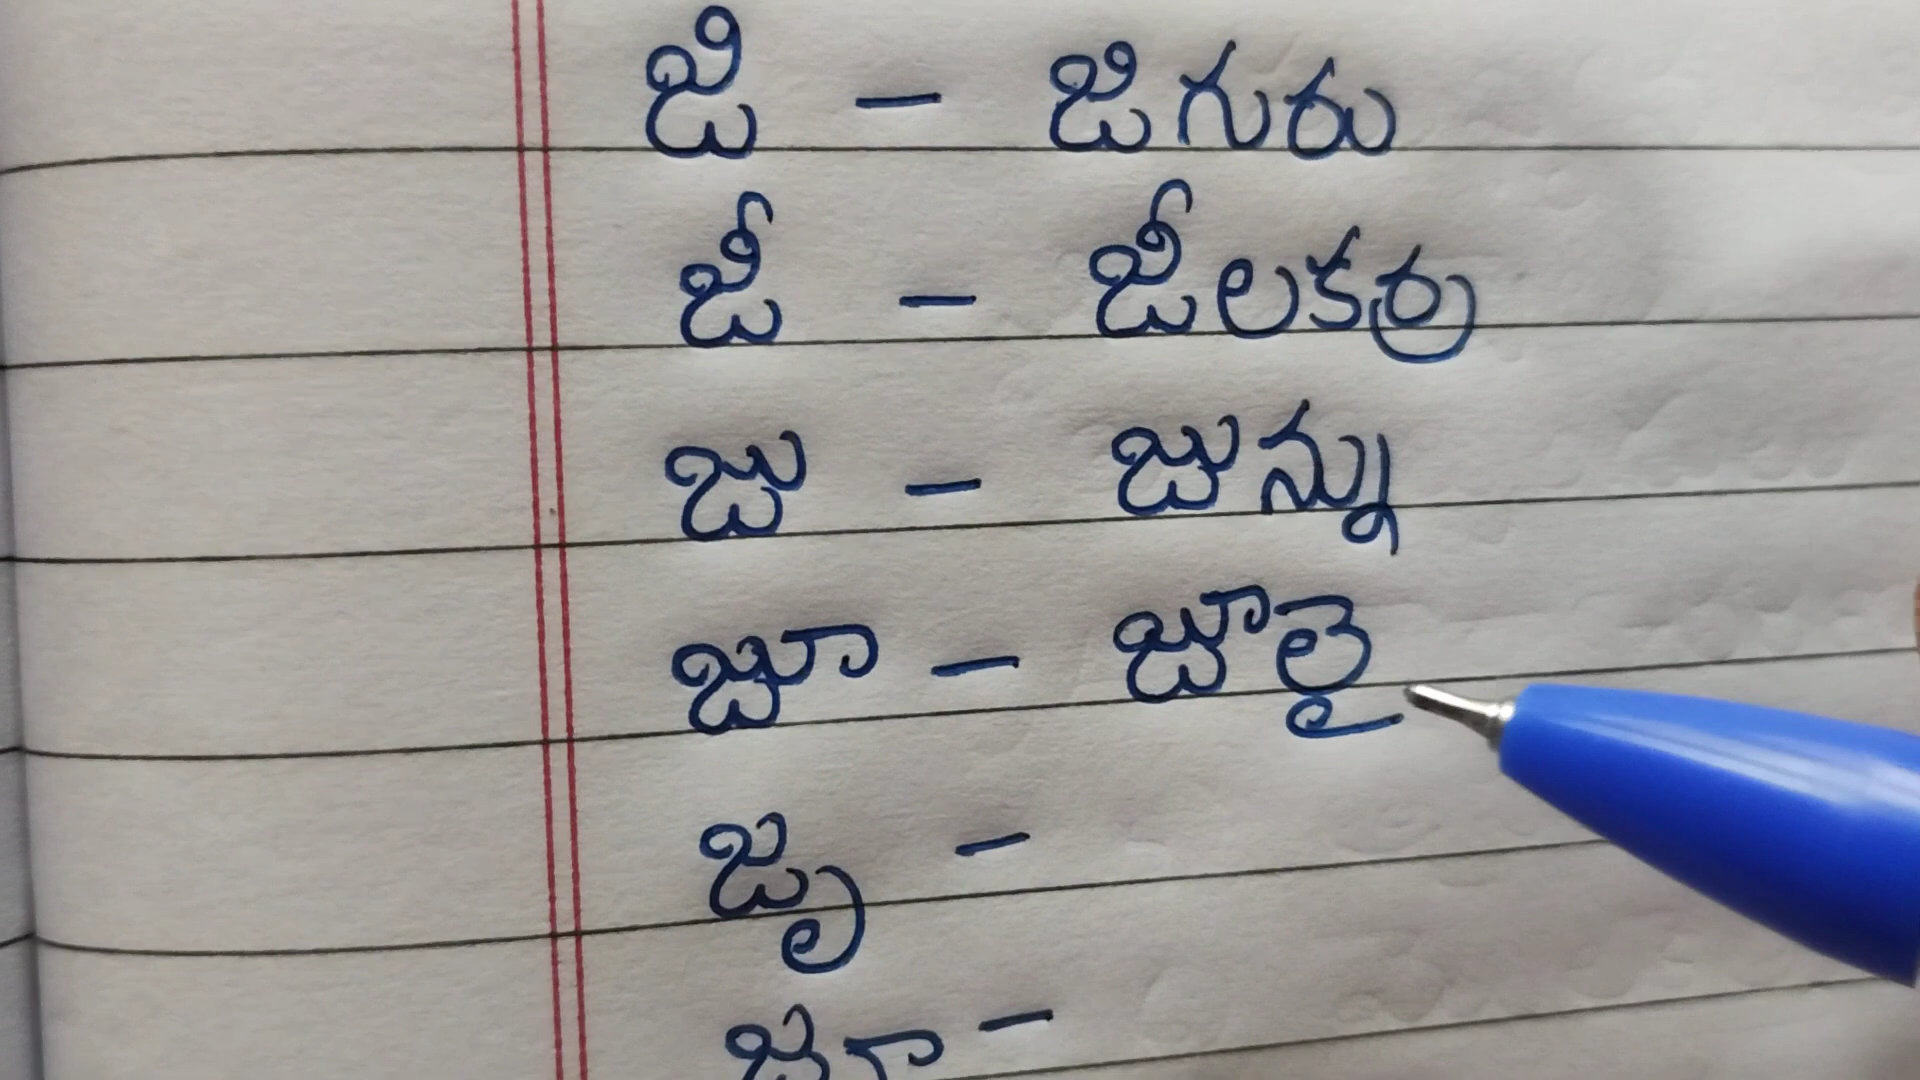 జి - జిగురు
జీ - జీలకర్ర
జు - జున్ను
జూ - జూలై
జృ -
జౄ -